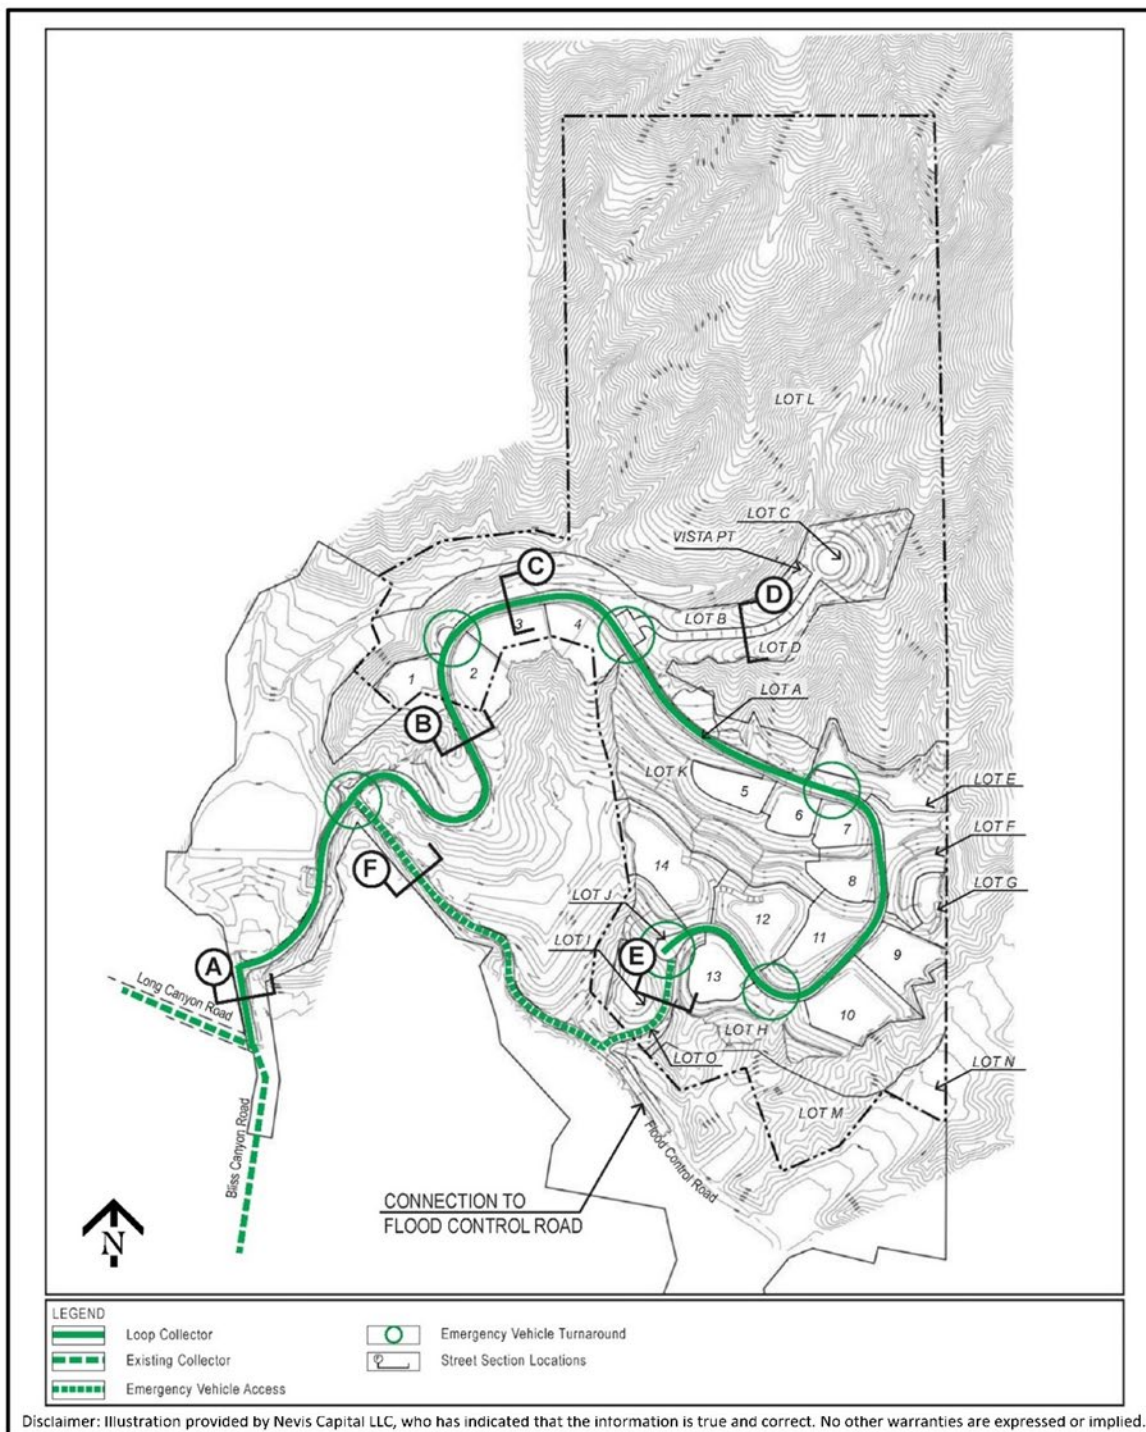 LOT L
LOT C
VISTA PT
C
D
LOT B
3
4
LOT D
2
1
LOT A
B
LOT K
5
LOT E
6
7
LOT F
14
8
F
LOT G
LOT J
12
11
LOT I
9
E
A
13
Long Canyon Road
10
LOT H
LOT O
LOT N
LOT M
Bliss Canyon Road
Flood Control Road
CONNECTION TO
FLOOD CONTROL ROAD
N
LEGEND
Loop Collector
Emergency Vehicle Turnaround
Existing Collector
Street Section Locations
Emergency Vehicle Access
Disclaimer: Illustration provided by Nevis Capital LLC, who has indicated that the information is true and correct. No other warranties are expressed or implied.